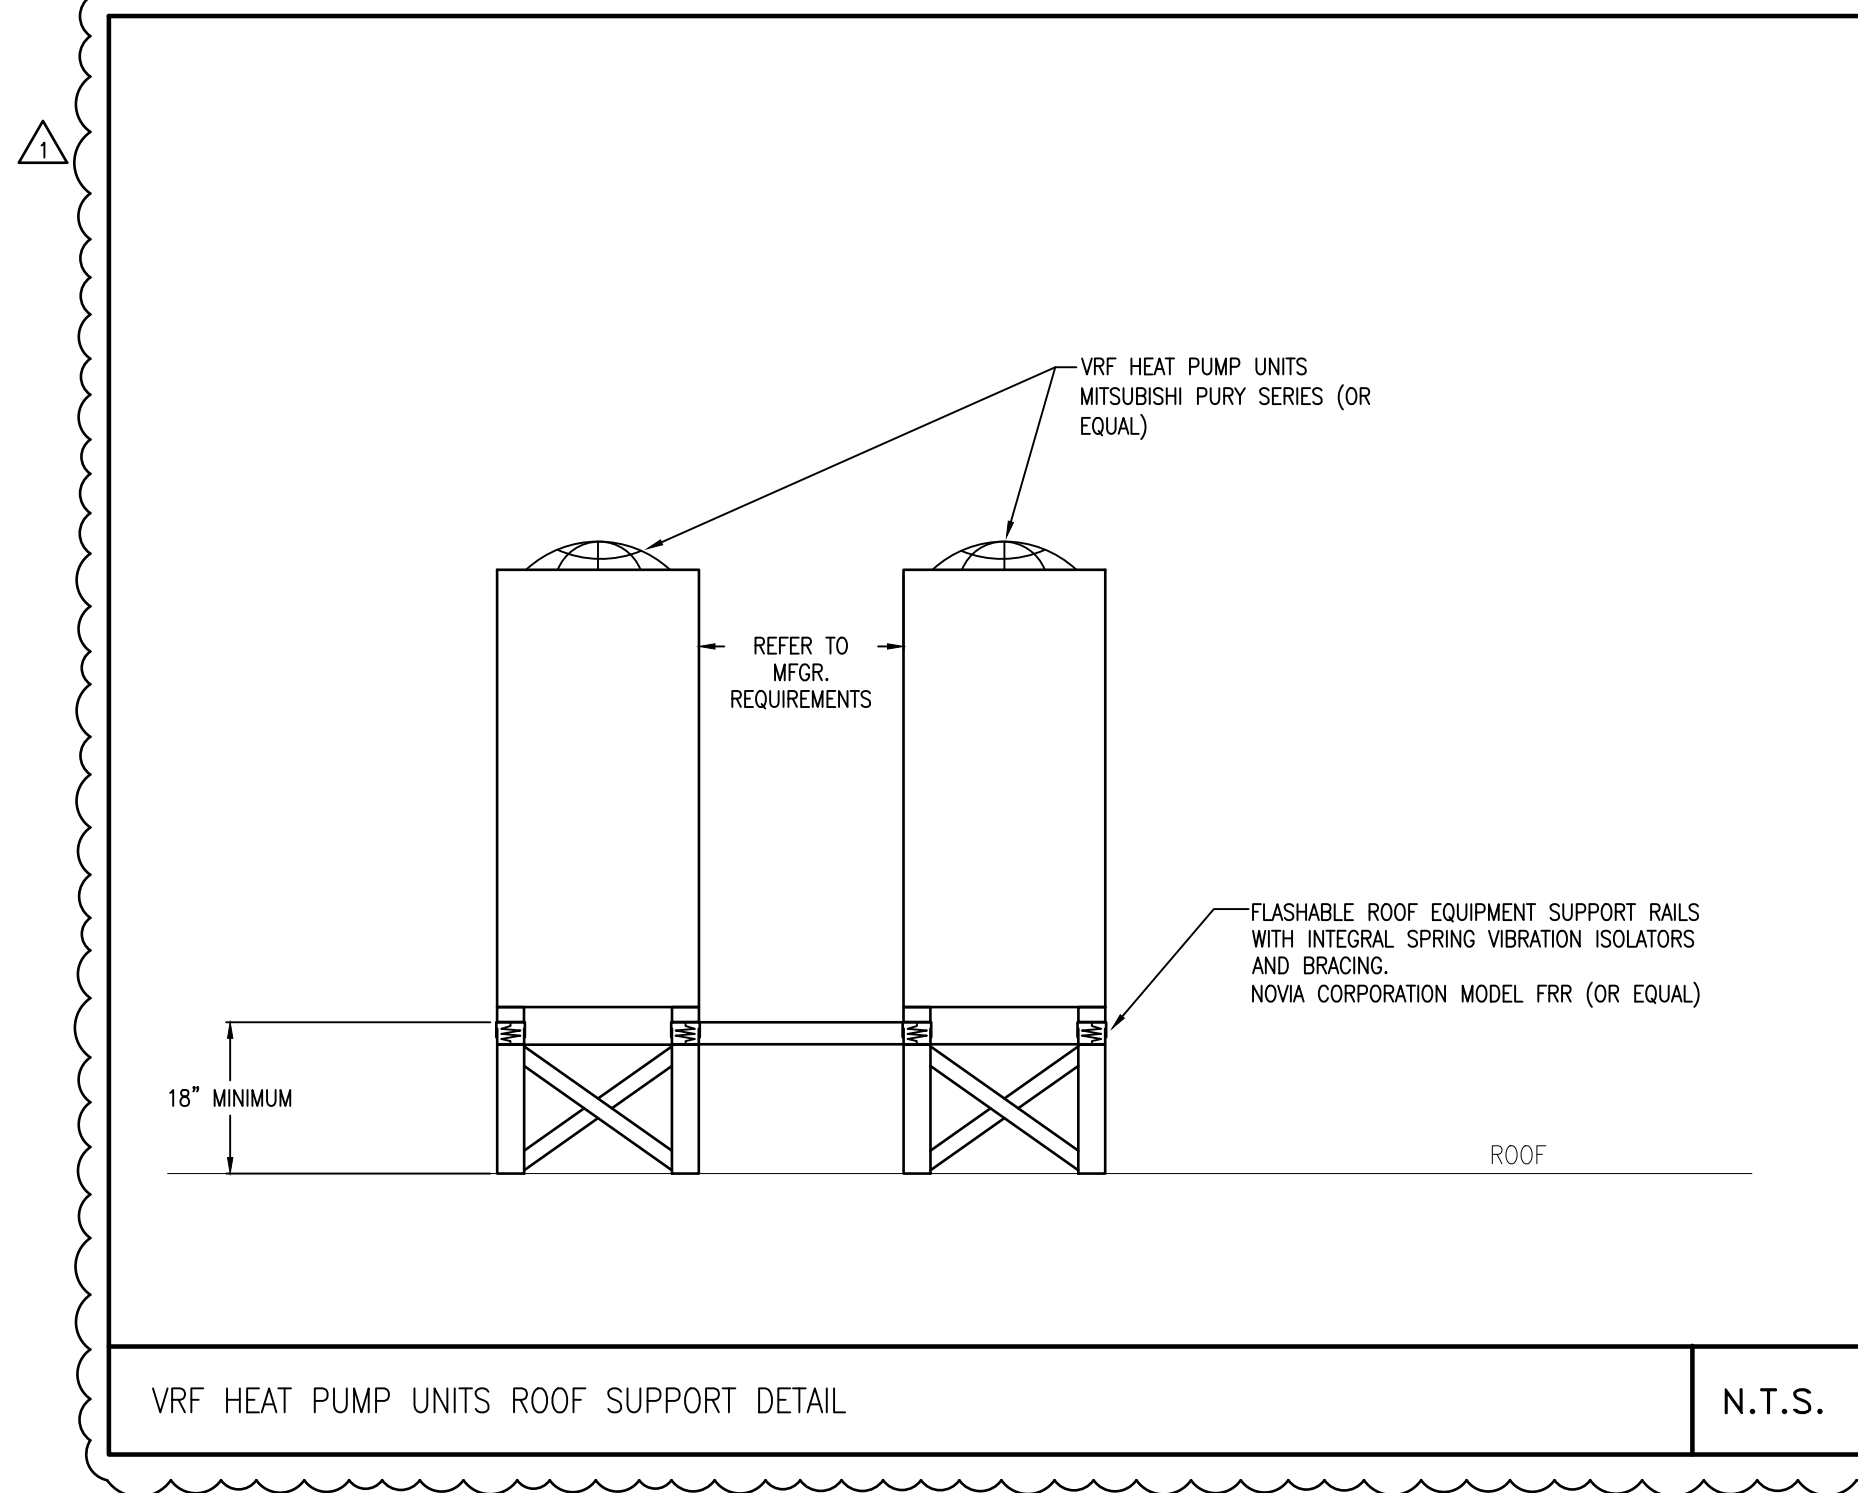 1
VRF HEAT PUMP UNITS
MITSUBISHI PURY SERIES (OR
EQUAL)
REFER TO
MFGR.
REQUIREMENTS
FLASHABLE ROOF EQUIPMENT SUPPORT RAILS
WITH INTEGRAL SPRING VIBRATION ISOLATORS
AND BRACING.
NOVIA CORPORATION MODEL FRR (OR EQUAL)
18" MINIMUM
ROOF
VRF HEAT PUMP UNITS ROOF SUPPORT DETAIL
N.T.S.